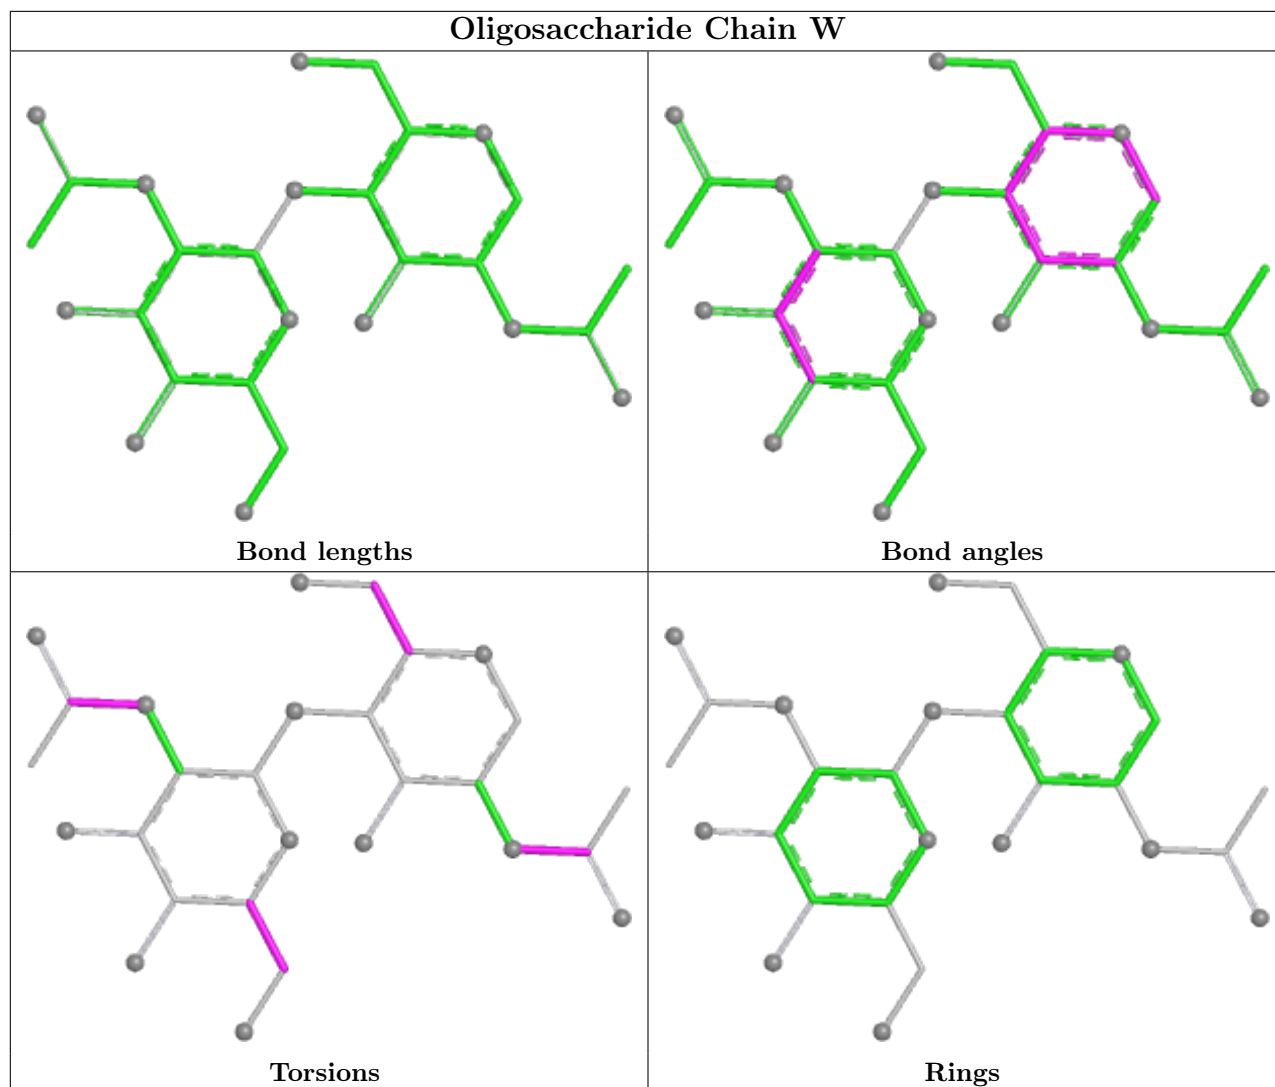 Oligosaccharide Chain W
Bond lengths
Bond angles
Torsions
Rings